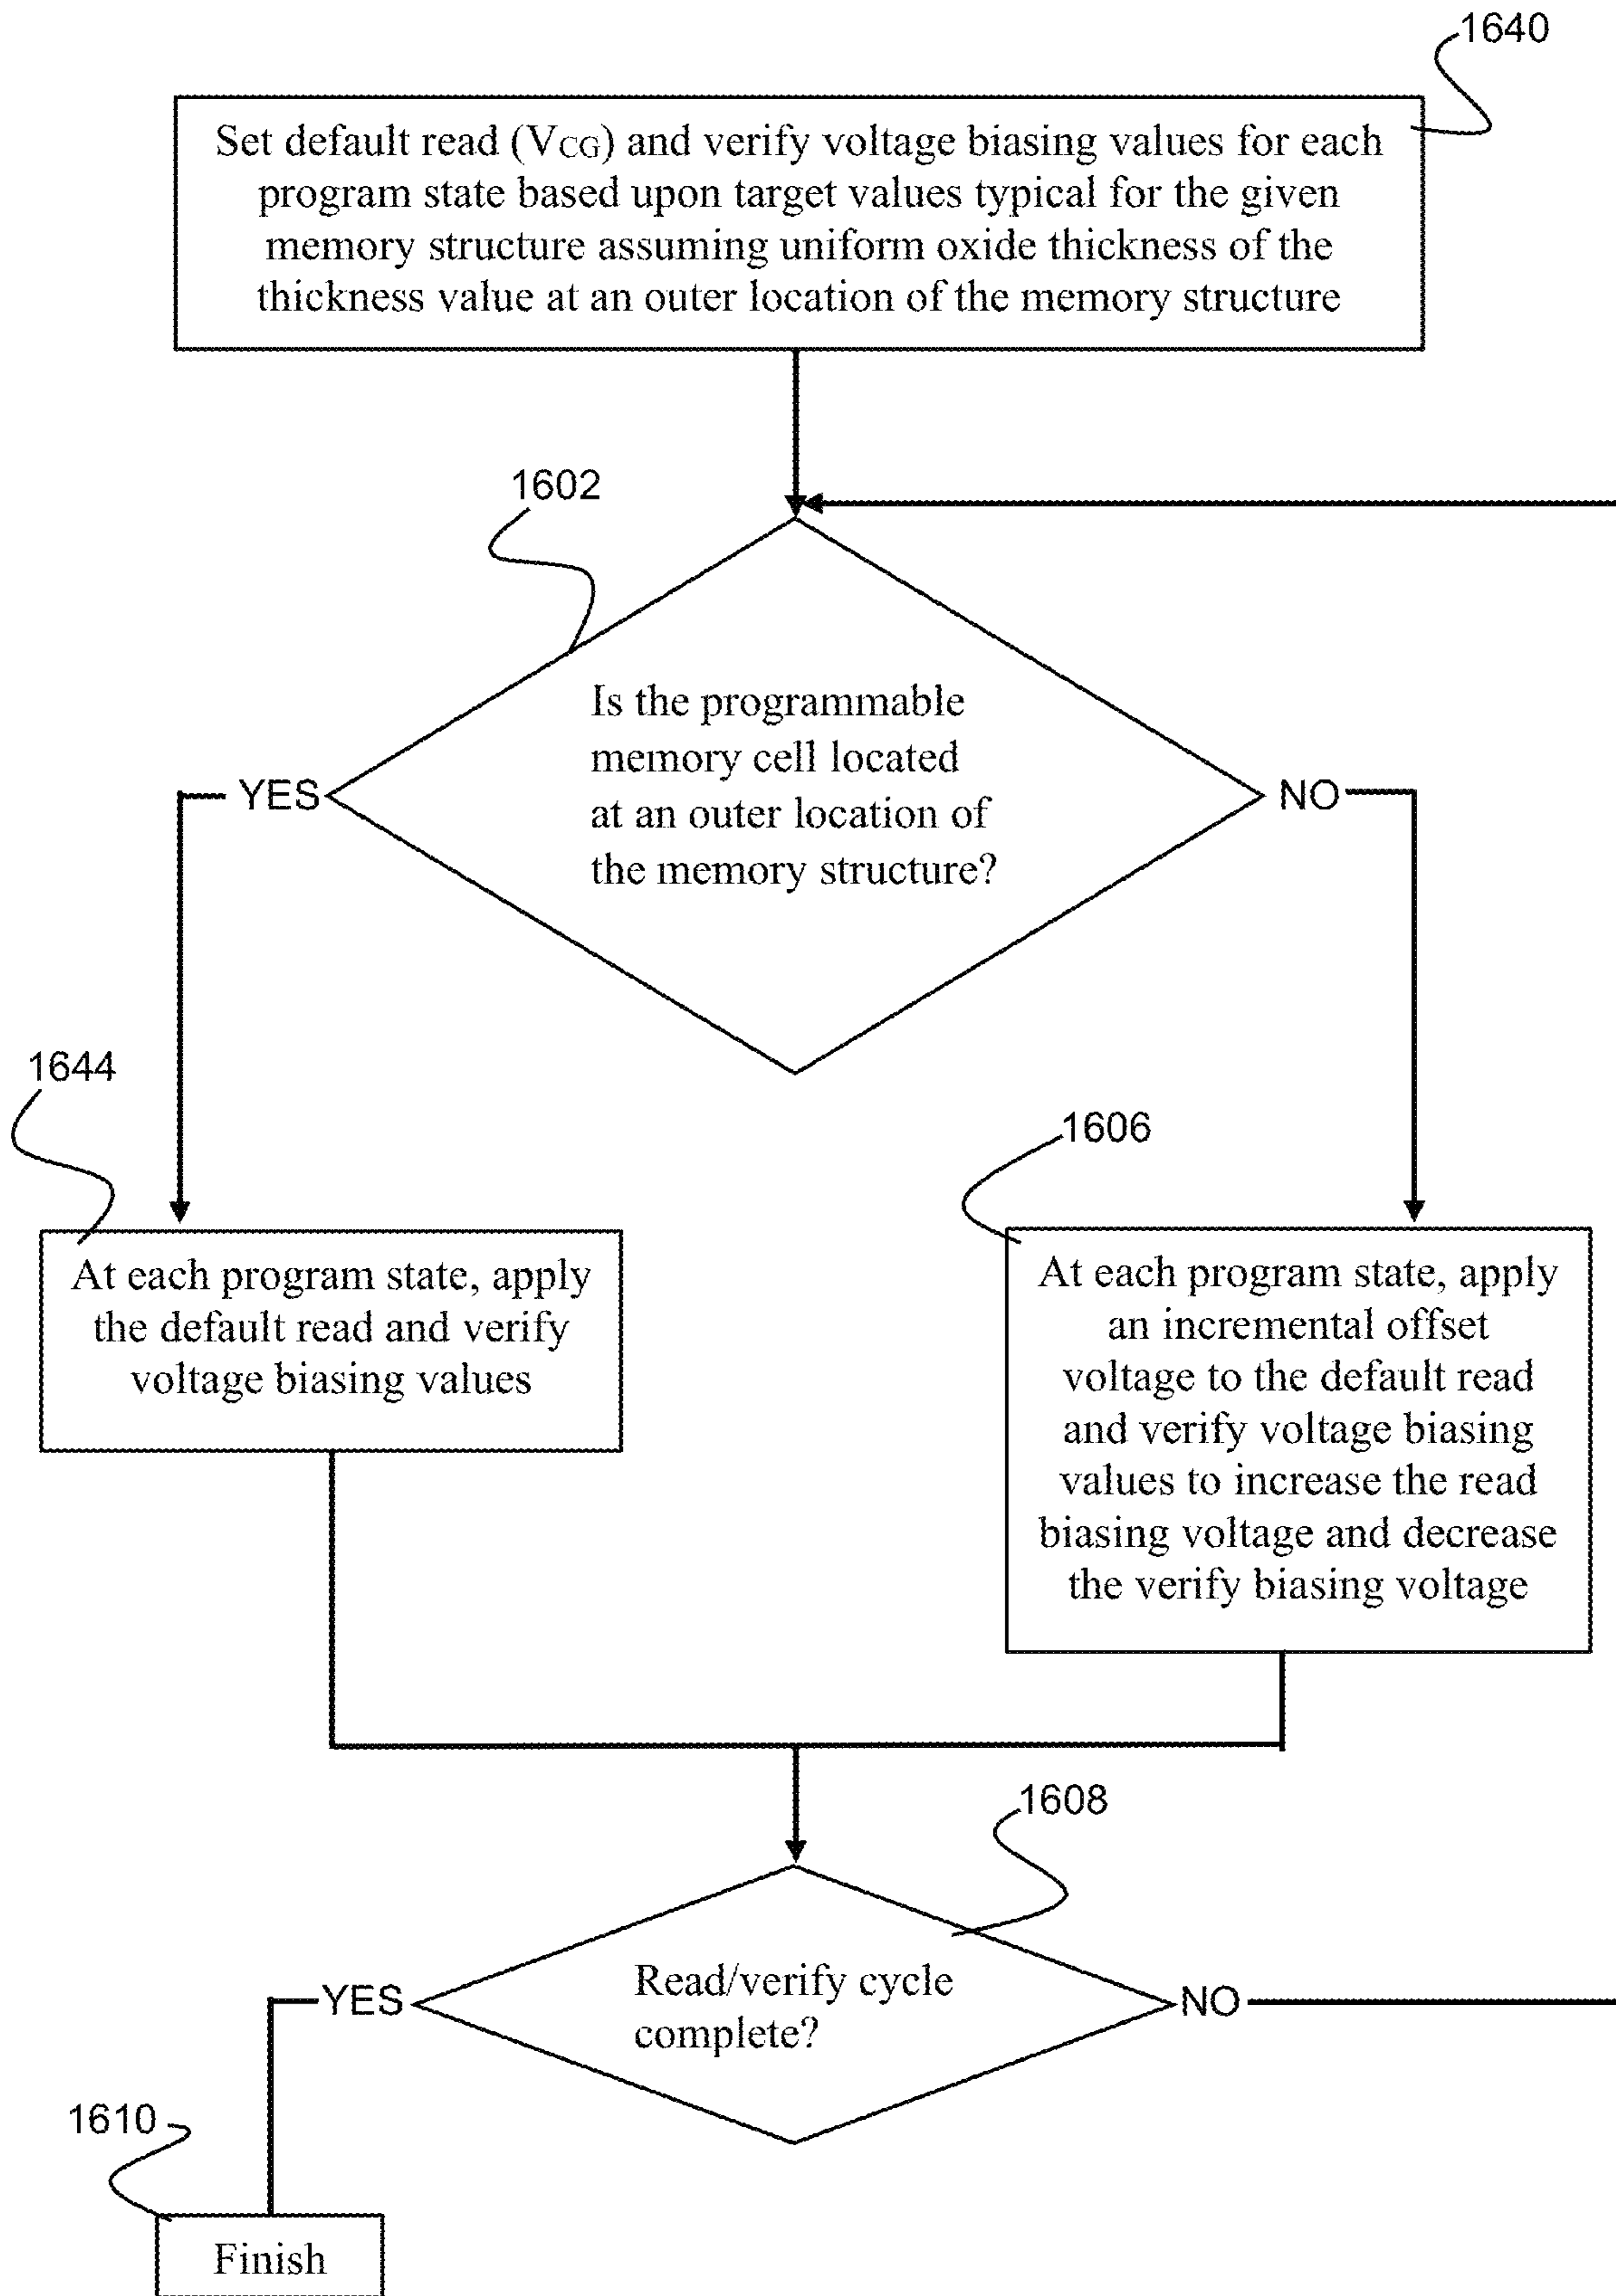 1640
Set default read (VCG) and verify voltage biasing values for each
program state based upon target values typical for the given
memory structure assuming uniform oxide thickness of the
thickness value at an outer location of the memory structure
1602
Is the programmable
memory cell located
at an outer location of
the memory structure?
YES
NO
1644
At each program state, apply
the default read and verify
voltage biasing values
1606
At each program state, apply
an incremental offset
voltage to the default read
and verify voltage biasing
values to increase the read
biasing voltage and decrease
the verify biasing voltage
1608
Read/verify cycle
complete?
YES
NO
1610
Finish